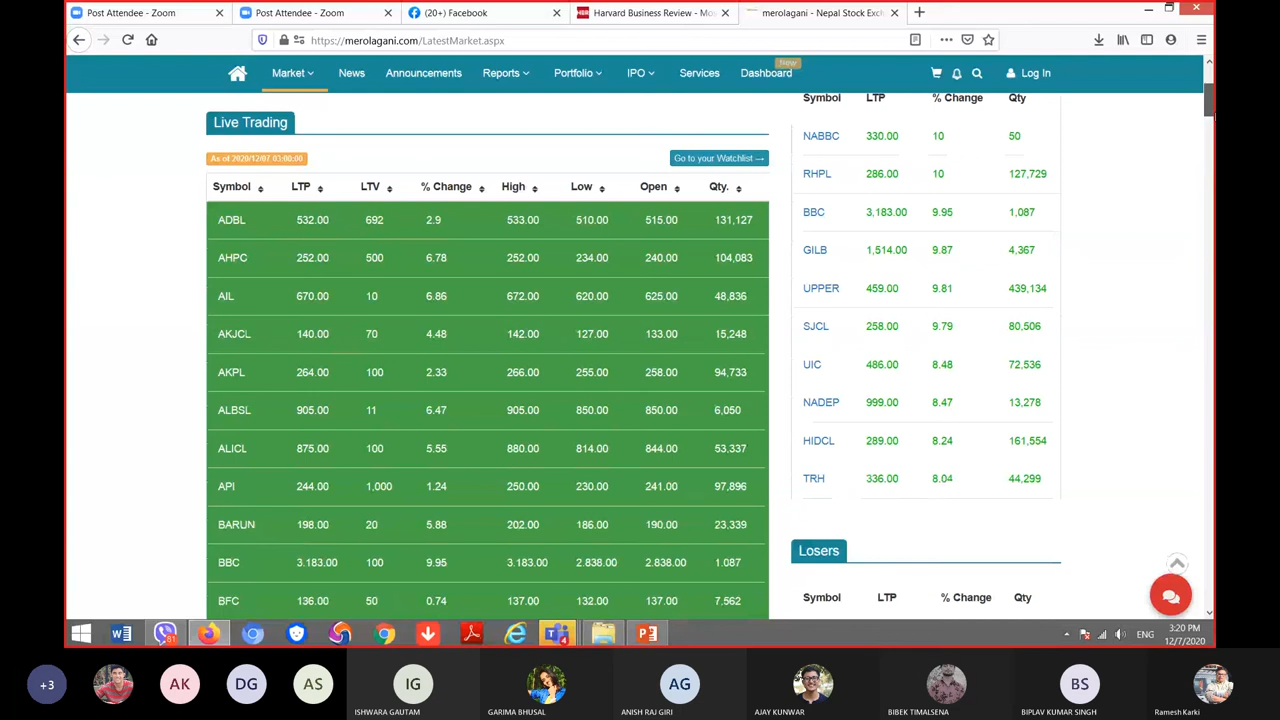 Post Attendee - Zoom
Post Attendee - Zoom
(20+) Facebook
HBR Harvard Business Review - Mo
merolagani - Nepal Stock Exc
https://merolagani.com/LatestMarket.aspx
Market News Announcements Reports Portfolio IPO Services Dashboard Log In
New
Live Trading
As of 2020/12/07 03:00:00 Go to your Watchlist →
Symbol LTP LTV % Change High Low Open Qty.
ADBL 532.00 692 2.9 533.00 510.00 515.00 131,127
AHPC 252.00 500 6.78 252.00 234.00 240.00 104,083
AIL 670.00 10 6.86 672.00 620.00 625.00 48,836
AKJCL 140.00 70 4.48 142.00 127.00 133.00 15,248
AKPL 264.00 100 2.33 266.00 255.00 258.00 94,733
ALBSL 905.00 11 6.47 905.00 850.00 850.00 6,050
ALICL 875.00 100 5.55 880.00 814.00 844.00 53,337
API 244.00 1,000 1.24 250.00 230.00 241.00 97,896
BARUN 198.00 20 5.88 202.00 186.00 190.00 23,339
BBC 3,183.00 100 9.95 3,183.00 2,838.00 2,838.00 1,087
BFC 136.00 50 0.74 137.00 132.00 137.00 7,562
Symbol LTP % Change Qty
NABBC 330.00 10 50
RHPL 286.00 10 127,729
BBC 3,183.00 9.95 1,087
GILB 1,514.00 9.87 4,367
UPPER 459.00 9.81 439,134
SJCL 258.00 9.79 80,506
UIC 486.00 8.48 72,536
NADEP 999.00 8.47 13,278
HIDCL 289.00 8.24 161,554
TRH 336.00 8.04 44,299
Losers
Symbol LTP % Change Qty
81
4
ENG
3:20 PM
12/7/2020
+3 AK DG AS IG AG BS
ISHWARA GAUTAM GARIMA BHUSAL ANISH RAJ GIRI AJAY KUNWAR BIBEK TIMALSENA BIPLAV KUMAR SINGH Ramesh Karki